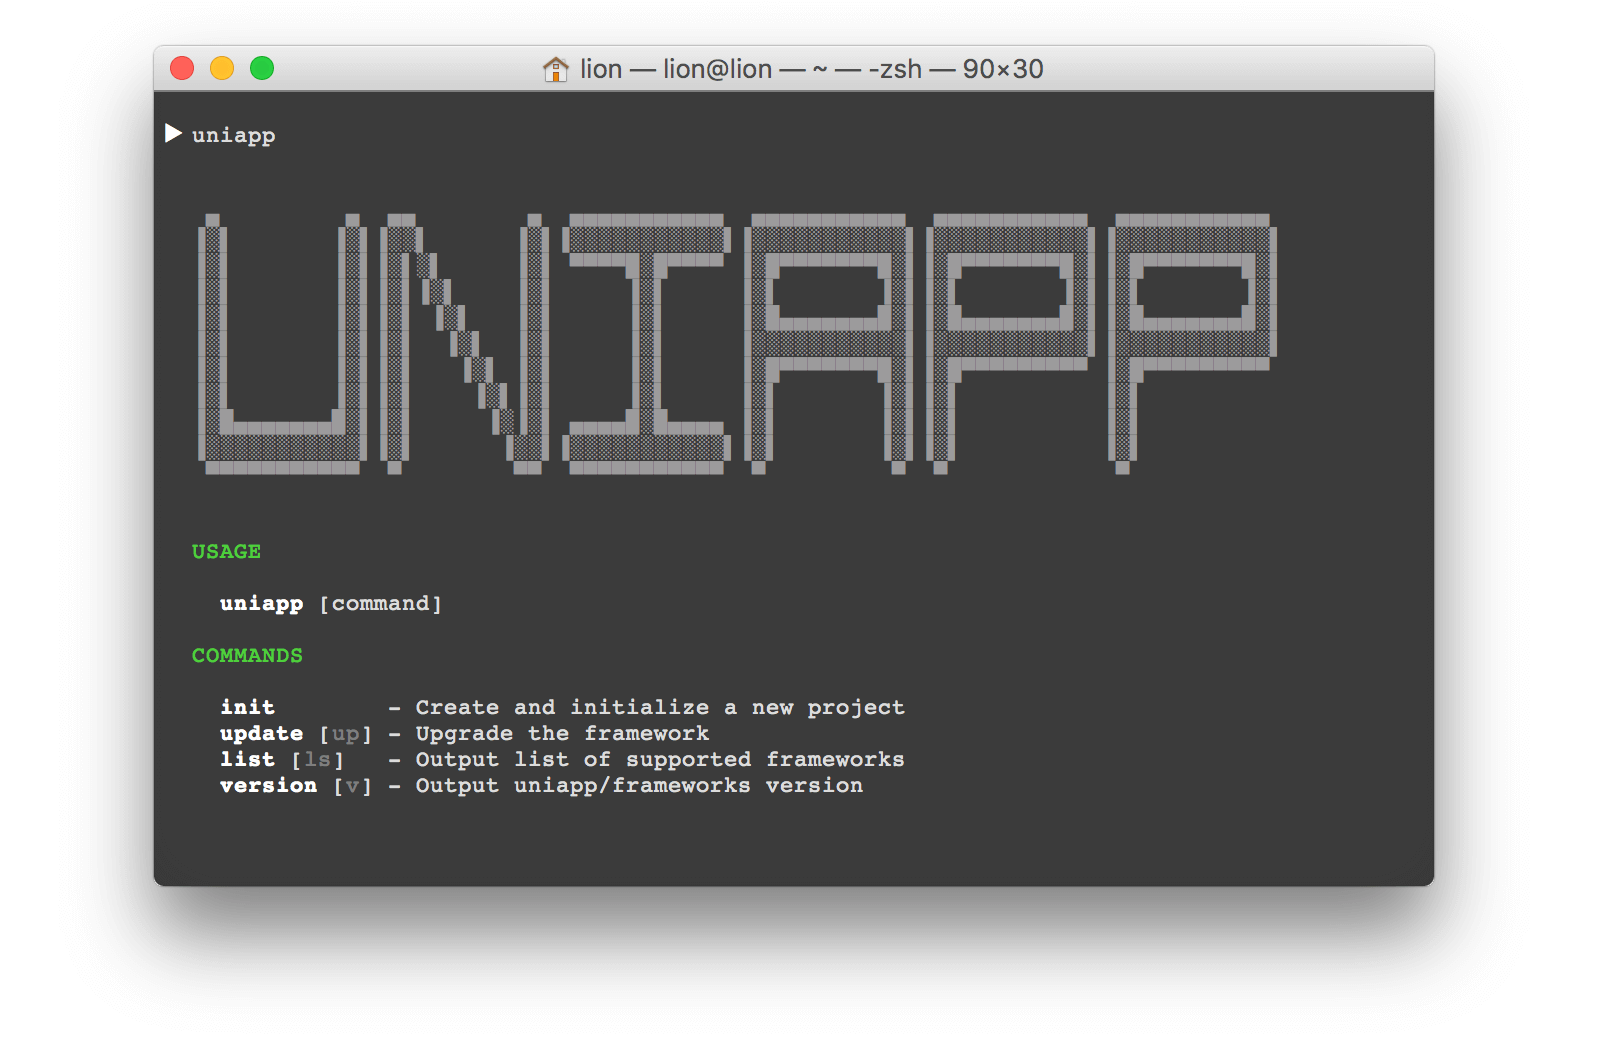 lion — lion@lion — ~ — -zsh — 90×30
uniapp
UNIAPP
USAGE
uniapp [command]
COMMANDS
init - Create and initialize a new project
update [up] - Upgrade the framework
list [ls] - Output list of supported frameworks
version [v] - Output uniapp/frameworks version